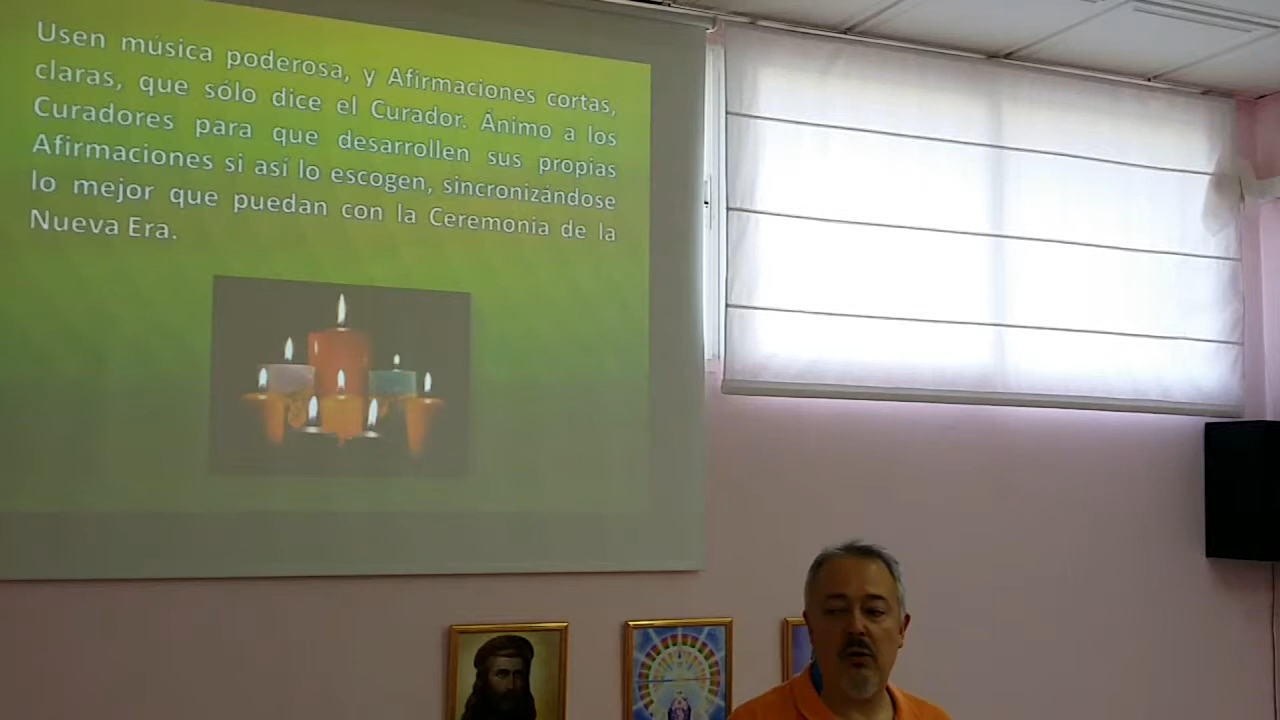 Usen música poderosa, y Afirmaciones cortas,
claras, que sólo dice el Curador. Ánimo a los
Curadores para que desarrollen sus propias
Afirmaciones si así lo escogen, sincronizándose
lo mejor que puedan con la Ceremonia de la
Nueva Era.